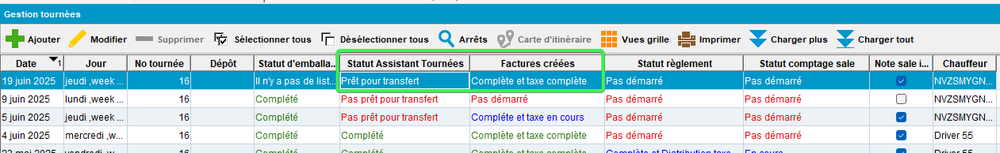 Gestion tournées
Ajouter Modifier Supprimer Sélectionner tous Désélectionner tous Arrêts Carte d'itinéraire Vues grille Imprimer Charger plus Charger tout
Date 1 Jour No tournée Dépôt Statut d'emballa... Statut Assistant Tournées Factures créées Statut règlement Statut comptage sale Note sale i... Chauffeur
19 juin 2025 jeudi ,week ... 16 Il n'y a pas de list... Prêt pour transfert Complète et taxe complète Pas démarré Pas démarré NVZSMYGN...
9 juin 2025 lundi ,week ... 16 Complété Pas prêt pour transfert Pas démarré Pas démarré Pas démarré NVZSMYGN...
5 juin 2025 jeudi ,week ... 16 Complété Pas prêt pour transfert Compléte et taxe en cours Pas démarré Pas démarré NVZSMYGN...
4 juin 2025 mercredi ,w... 16 Complété Complété Complète et taxe complète Pas démarré Pas démarré Driver 55
23 mai 2025 vendredi ,w... 16 Complété Complété Complète et taxe complète Complète et Distribution taxe En cours Driver 55